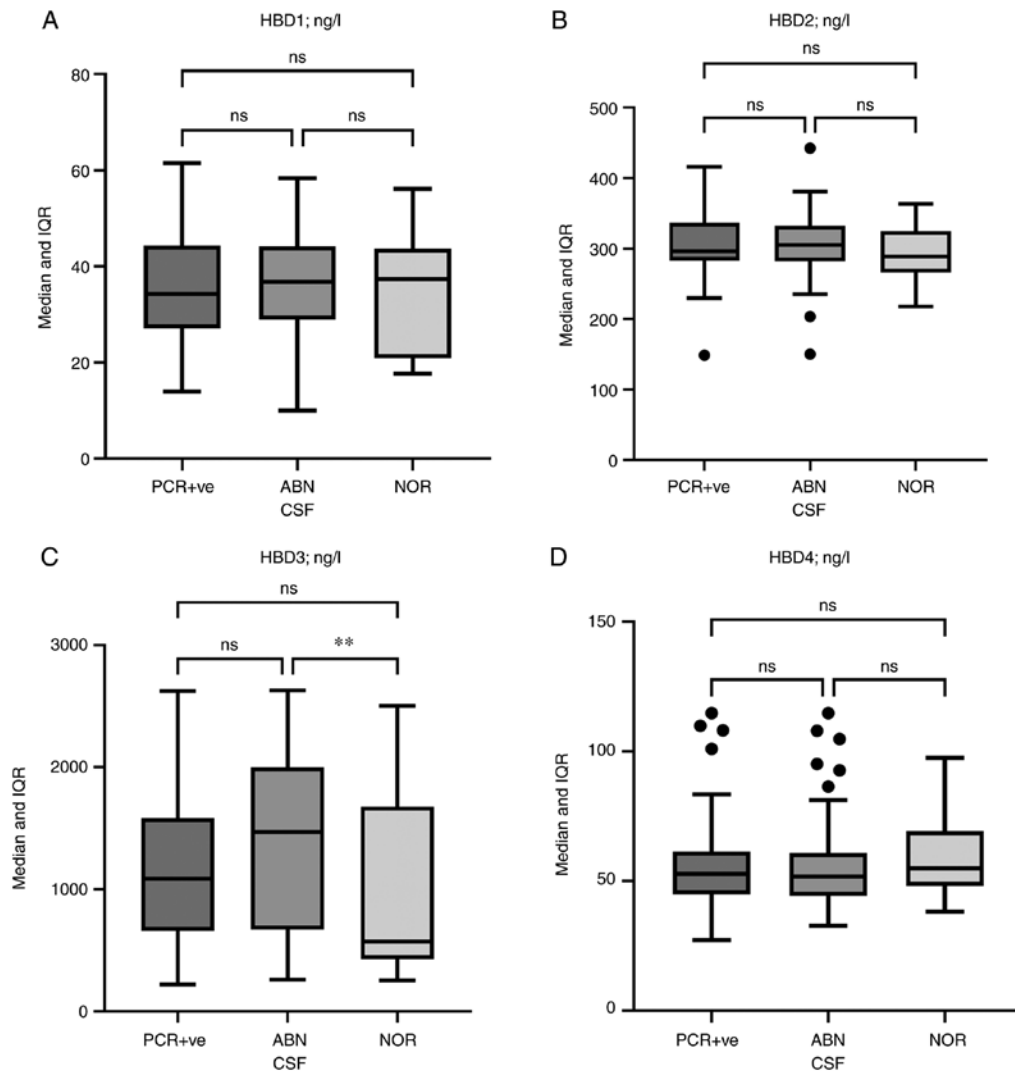 A
HBD1; ng/l
ns
ns
ns
Median and IQR
80
60
40
20
0
PCR+ve
ABN
NOR
CSF
B
HBD2; ng/l
ns
ns
ns
Median and IQR
500
400
300
300
100
0
PCR+ve
ABN
NOR
CSF
C
HBD3; ng/l
ns
ns
**
Median and IQR
3000
2000
1000
0
PCR+ve
ABN
NOR
CSF
D
HBD4; ng/l
ns
ns
ns
Median and IQR
150
100
50
0
PCR+ve
ABN
NOR
CSF